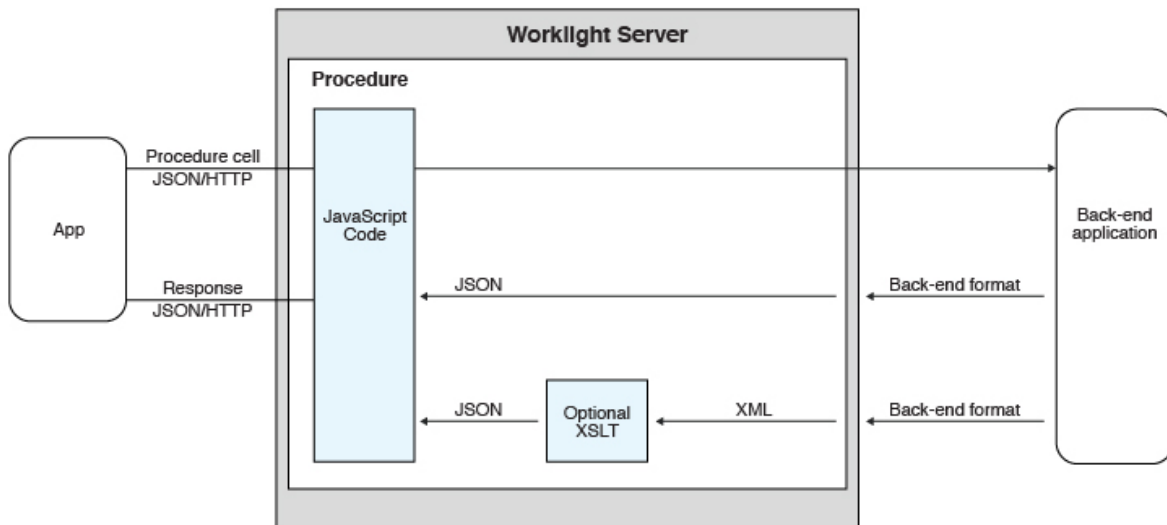 Worklight Server
Procedure
Procedure cell
JSON/HTTP
App
JavaScript
Code
Back-end
application
Response
JSON/HTTP
JSON
Back-end format
JSON
Optional
XSLT
XML
Back-end format